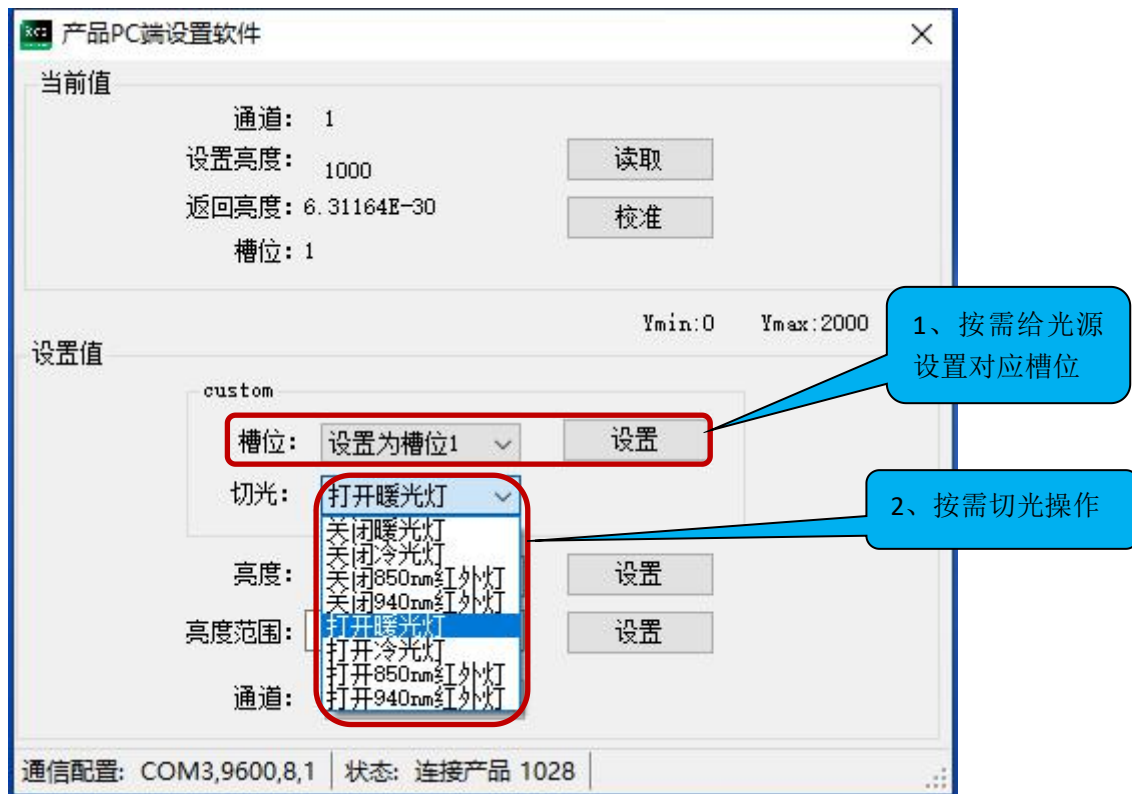 产品PC端设置软件
当前值
通道： 1
设置亮度： 1000
读取
返回亮度：6.31164E-30
校准
槽位：1
Ymin:0 Ymax:2000
1、按需给光源
设置对应槽位
设置值
custom
槽位： 设置为槽位1 设置
切光： 打开暖光灯
2、按需切光操作
关闭暖光灯
关闭冷光灯
关闭850nm红外灯
关闭940nm红外灯
打开暖光灯
打开冷光灯
打开850nm红外灯
打开940nm红外灯
亮度： 设置
亮度范围： 设置
通道：
通信配置: COM3,9600,8,1 状态: 连接产品 1028